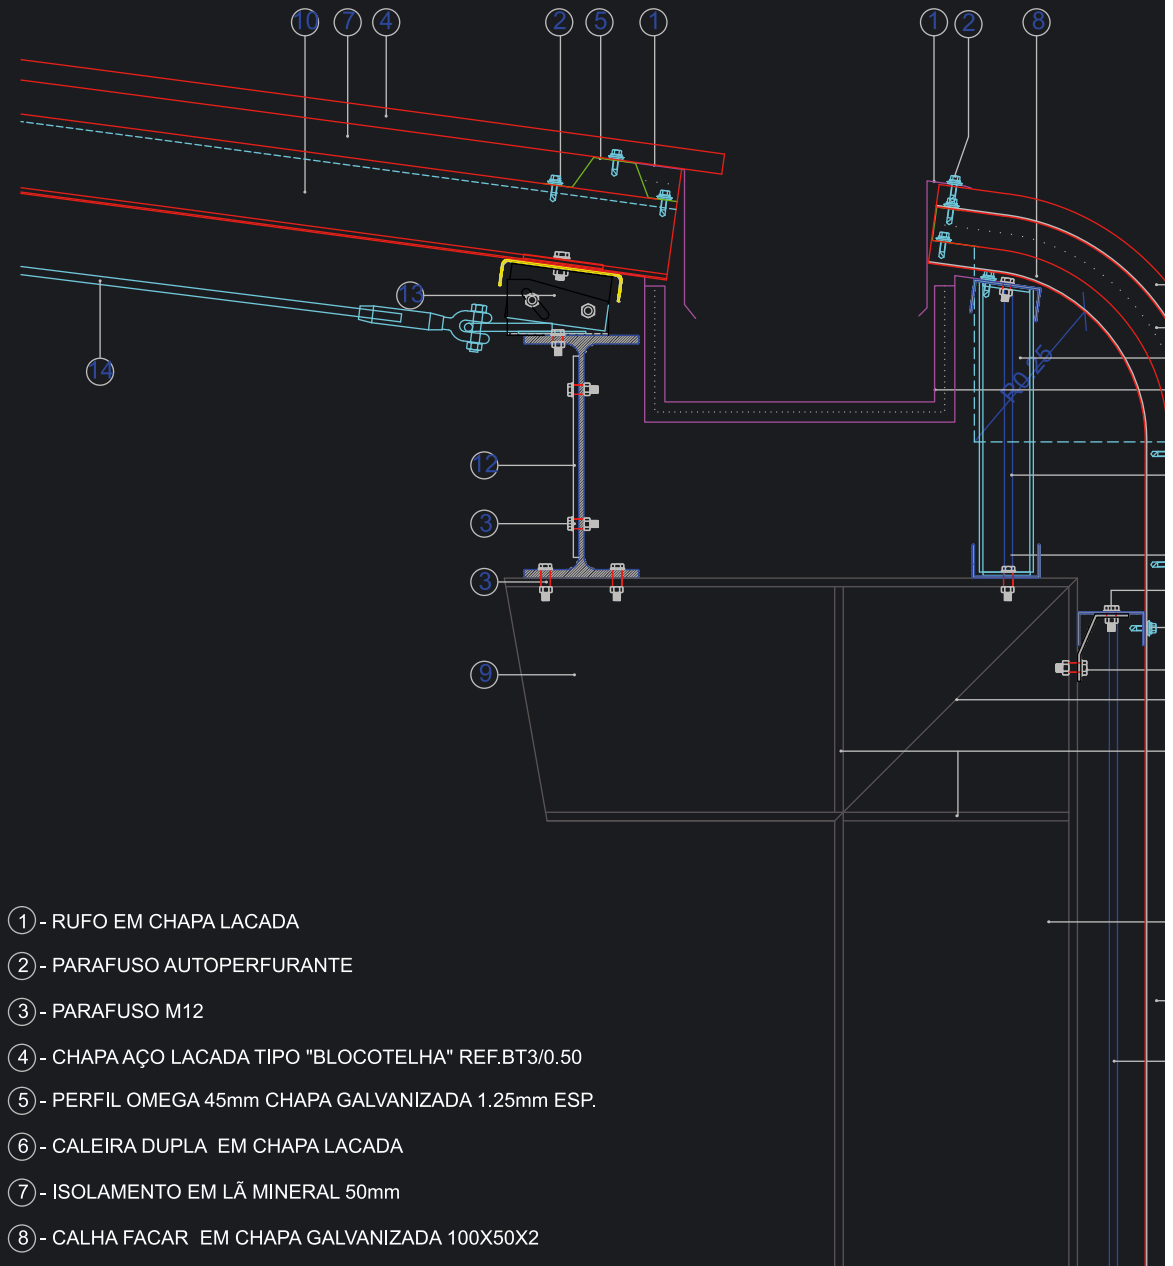 10 7 4 2 5 1 1 2 8
13
14
R0.25
12
3
3
9
1 - RUFO EM CHAPA LACADA
2 - PARAFUSO AUTOPERFURANTE
3 - PARAFUSO M12
4 - CHAPA AÇO LACADA TIPO "BLOCOTELHA" REF.BT3/0.50
5 - PERFIL OMEGA 45mm CHAPA GALVANIZADA 1.25mm ESP.
6 - CALEIRA DUPLA EM CHAPA LACADA
7 - ISOLAMENTO EM LÃ MINERAL 50mm
8 - CALHA FACAR EM CHAPA GALVANIZADA 100X50X2